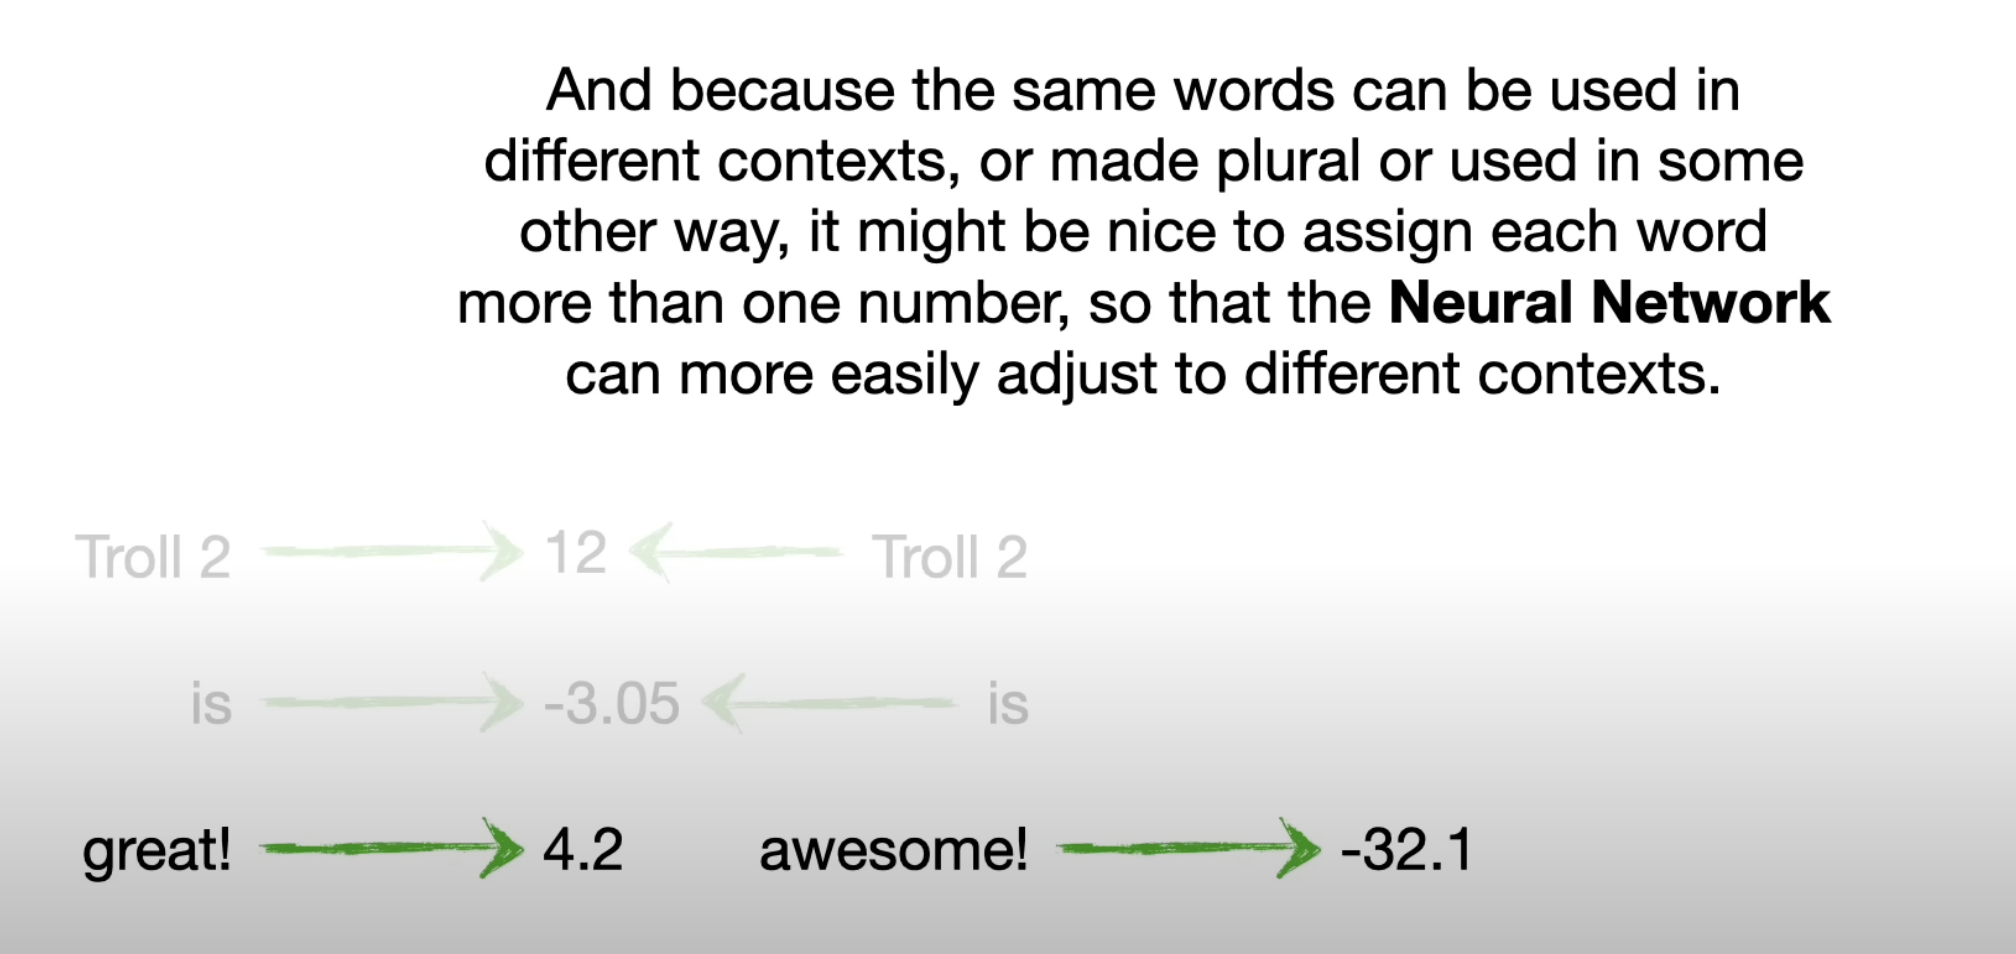 And because the same words can be used in
different contexts, or made plural or used in some
other way, it might be nice to assign each word
more than one number, so that the Neural Network
can more easily adjust to different contexts.
Troll 2 12 Troll 2
is -3.05 is
great! 4.2 awesome! -32.1